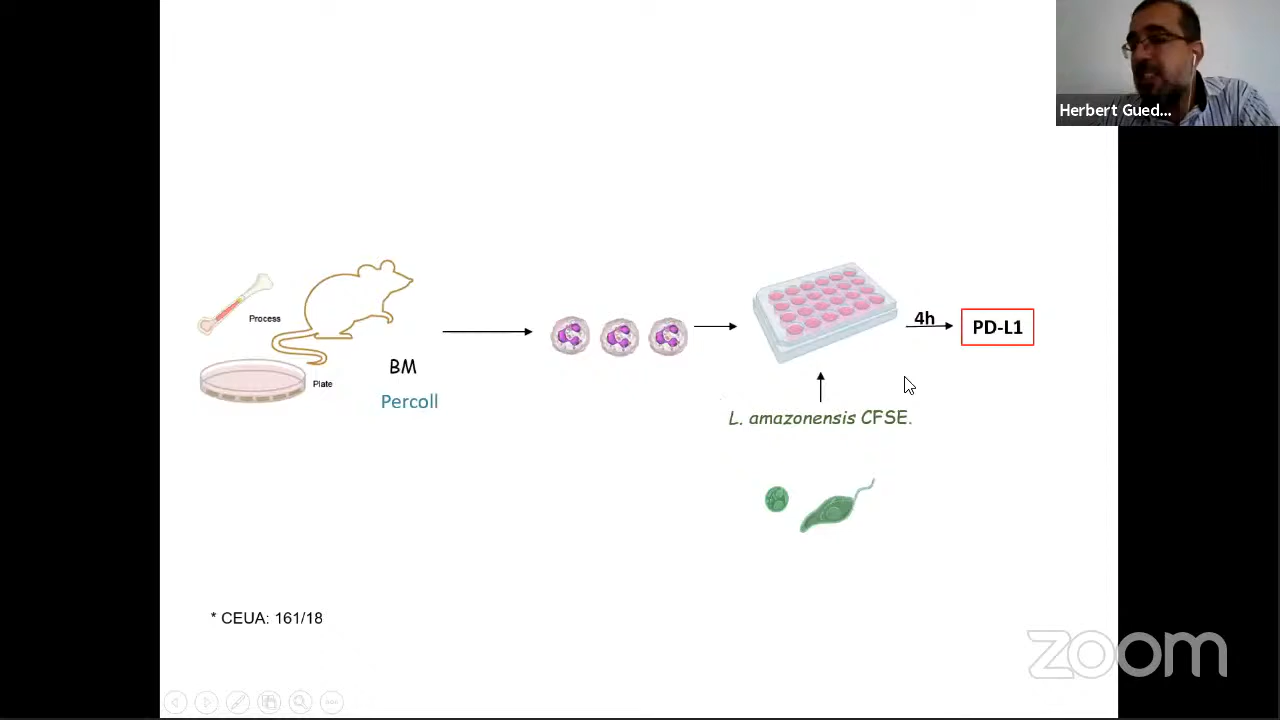 Herbert Gued...
Process
BM
Plate
Percoll
4h
PD-L1
L. amazonensis CFSE.
* CEUA: 161/18
zoom